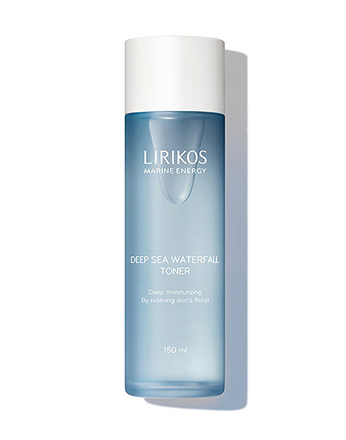 LIRIKOS
MARINE ENERGY
DEEP SEA WATERFALL
TONER
Deep moisturizing
By relieving skin's thirst
150 ml